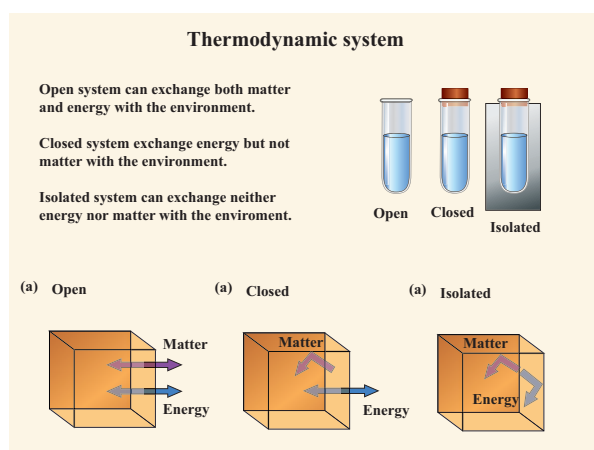 Thermodynamic system
Open system can exchange both matter
and energy with the environment.
Closed system exchange energy but not
matter with the environment.
Isolated system can exchange neither
energy nor matter with the enviroment.
Open
Closed
Isolated
(a) Open
Matter
Energy
(a) Closed
Matter
Energy
(a) Isolated
Matter
Energy